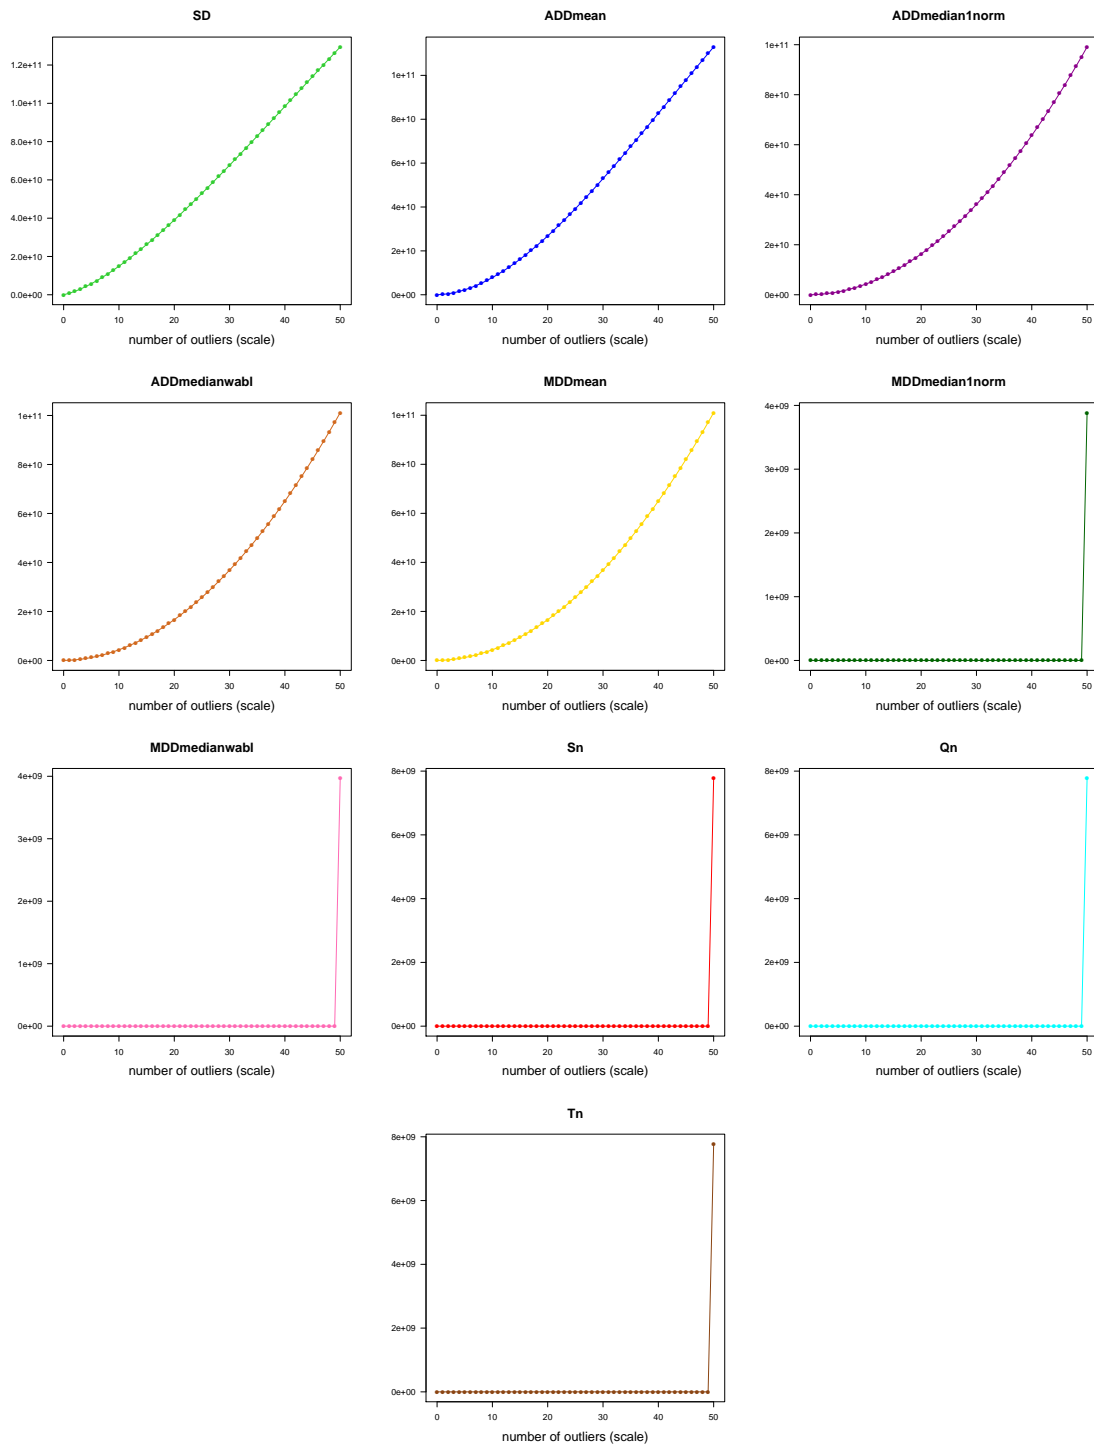 SD
1.2e+11
1.0e+11
8.0e+10
6.0e+10
4.0e+10
2.0e+10
0.0e+00
0 10 20 30 40 50
number of outliers (scale)
ADDmean
1e+11
8e+10
6e+10
4e+10
2e+10
0e+00
0 10 20 30 40 50
number of outliers (scale)
ADDmedian1norm
1e+11
8e+10
6e+10
4e+10
2e+10
0e+00
0 10 20 30 40 50
number of outliers (scale)
ADDmedianwabl
1e+11
8e+10
6e+10
4e+10
2e+10
0e+00
0 10 20 30 40 50
number of outliers (scale)
MDDmean
1e+11
8e+10
6e+10
4e+10
2e+10
0e+00
0 10 20 30 40 50
number of outliers (scale)
MDDmedian1norm
4e+09
3e+09
2e+09
1e+09
0e+00
0 10 20 30 40 50
number of outliers (scale)
MDDmedianwabl
4e+09
3e+09
2e+09
1e+09
0e+00
0 10 20 30 40 50
number of outliers (scale)
Sn
8e+09
6e+09
4e+09
2e+09
0e+00
0 10 20 30 40 50
number of outliers (scale)
Qn
8e+09
6e+09
4e+09
2e+09
0e+00
0 10 20 30 40 50
number of outliers (scale)
Tn
8e+09
6e+09
4e+09
2e+09
0e+00
0 10 20 30 40 50
number of outliers (scale)